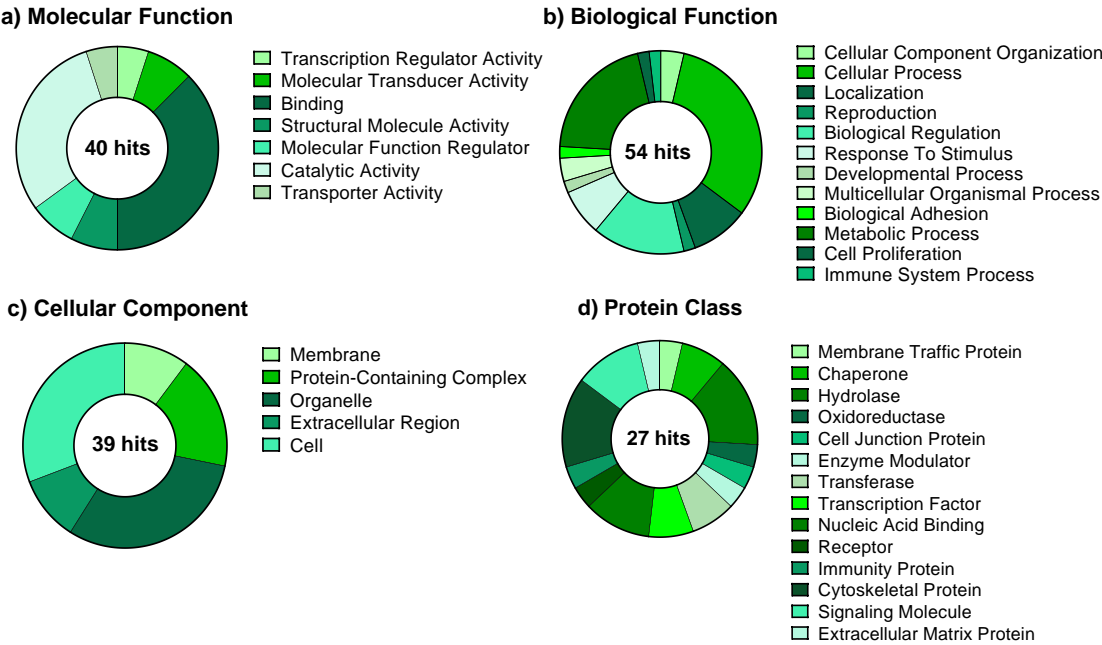 a) Molecular Function
40 hits
Transcription Regulator Activity
Molecular Transducer Activity
Binding
Structural Molecule Activity
Molecular Function Regulator
Catalytic Activity
Transporter Activity
b) Biological Function
54 hits
Cellular Component Organization
Cellular Process
Localization
Reproduction
Biological Regulation
Response To Stimulus
Developmental Process
Multicellular Organismal Process
Biological Adhesion
Metabolic Process
Cell Proliferation
Immune System Process
c) Cellular Component
39 hits
Membrane
Protein-Containing Complex
Organelle
Extracellular Region
Cell
d) Protein Class
27 hits
Membrane Traffic Protein
Chaperone
Hydrolase
Oxidoreductase
Cell Junction Protein
Enzyme Modulator
Transferase
Transcription Factor
Nucleic Acid Binding
Receptor
Immunity Protein
Cytoskeletal Protein
Signaling Molecule
Extracellular Matrix Protein